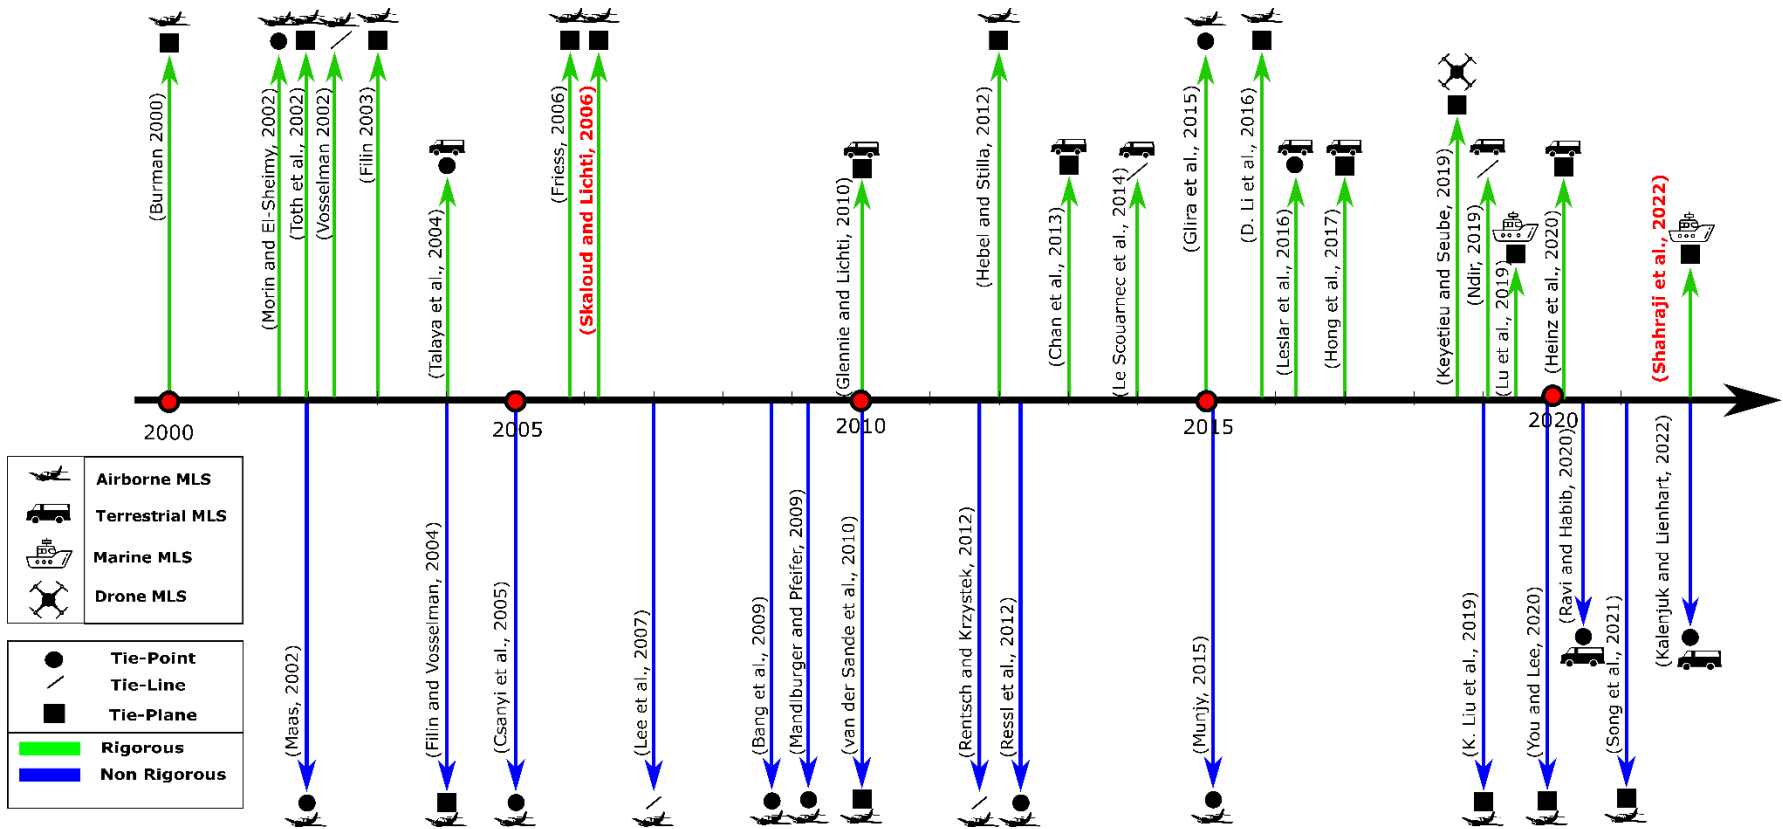 (Burman 2000)
(Morin and El-Sheimy, 2002)
(Toth et al., 2002)
(Vosselman 2002)
(Filin 2003)
(Talaya et al., 2004)
(Friess, 2006)
(Skaloud and Lichti, 2006)
(Glennie and Lichti, 2010)
(Hebel and Stilla, 2012)
(Chan et al., 2013)
(Le Scouarnec et al., 2014)
(Glira et al., 2015)
(D. Li et al., 2016)
(Leslar et al., 2016)
(Hong et al., 2017)
(Keyetieu and Seube, 2019)
(Ndir, 2019)
(Lu et al., 2019)
(Heinz et al., 2020)
(Shahraji et al., 2022)
2000
2005
2010
2015
2020
(Maas, 2002)
(Filin and Vosselman, 2004)
(Csanyi et al., 2005)
(Lee et al., 2007)
(Bang et al., 2009)
(Mandlburger and Pfeifer, 2009)
(van der Sande et al., 2010)
(Rentsch and Krzystek, 2012)
(Ressl et al., 2012)
(Munjy, 2015)
(K. Liu et al., 2019)
(You and Lee, 2020)
(Ravi and Habib, 2020)
(Song et al., 2021)
(Kalenjuk and Lienhart, 2022)
Airborne MLS
Terrestrial MLS
Marine MLS
Drone MLS
Tie-Point
Tie-Line
Tie-Plane
Rigorous
Non Rigorous